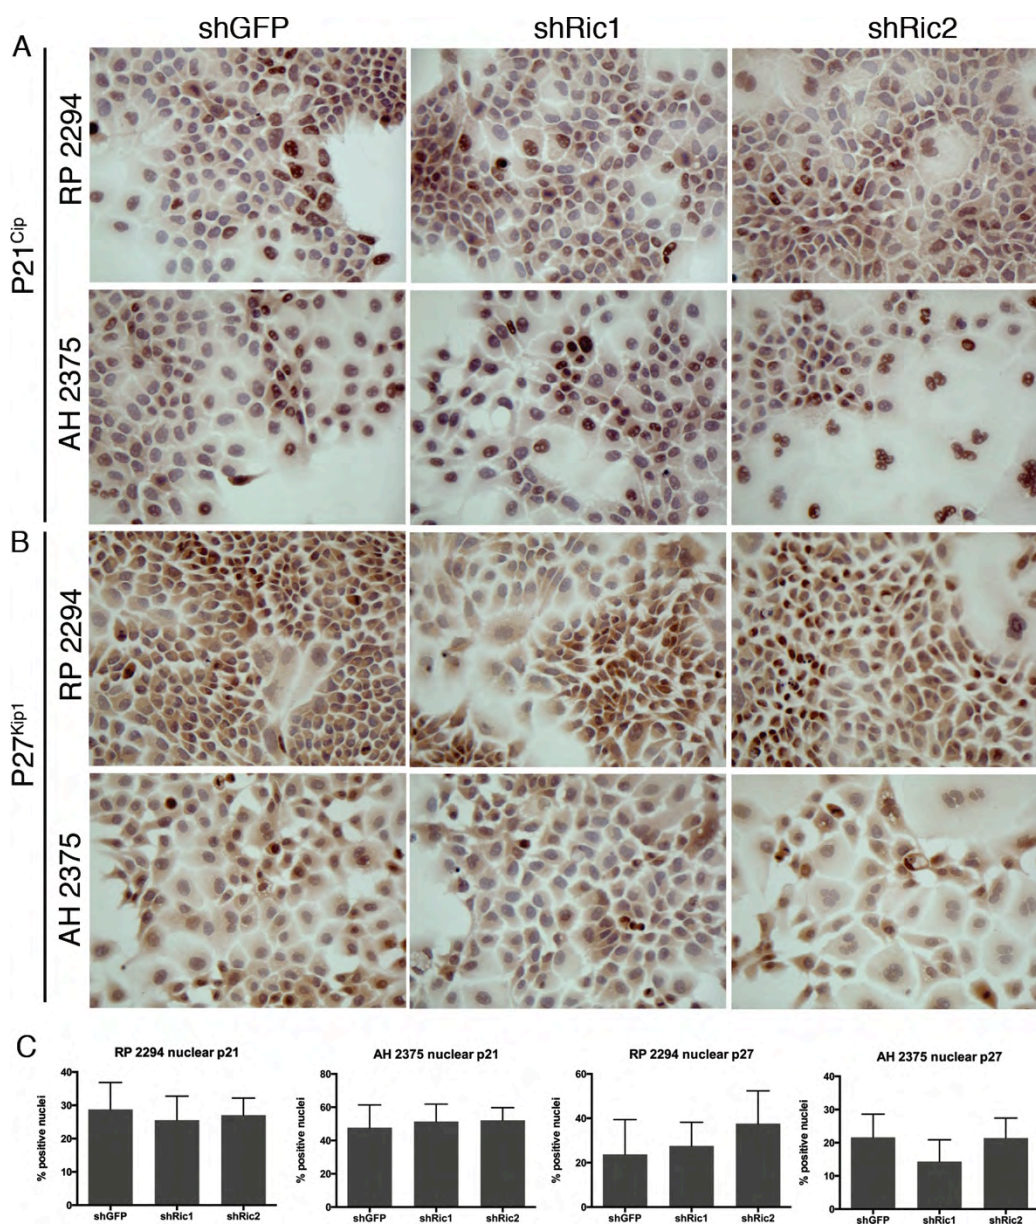 shGFP shRic1 shRic2
A
P21Cip
RP 2294
AH 2375
B
P27Kip1
RP 2294
AH 2375
C
RP 2294 nuclear p21
% positive nuclei
40
30
20
10
0
shGFP shRic1 shRic2
AH 2375 nuclear p21
% positive nuclei
80
60
40
20
0
shGFP shRic1 shRic2
RP 2294 nuclear p27
% positive nuclei
60
40
20
0
shGFP shRic1 shRic2
AH 2375 nuclear p27
% positive nuclei
40
30
20
10
0
shGFP shRic1 shRic2